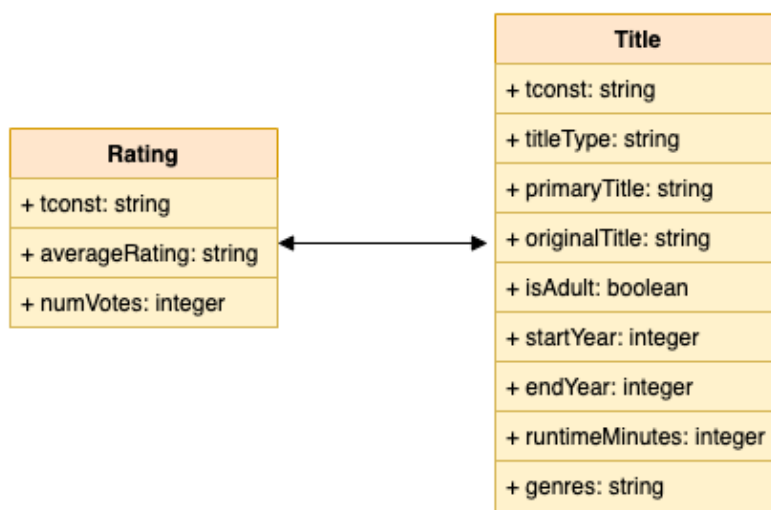 Rating
+ tconst: string
+ averageRating: string
+ numVotes: integer
Title
+ tconst: string
+ titleType: string
+ primaryTitle: string
+ originalTitle: string
+ isAdult: boolean
+ startYear: integer
+ endYear: integer
+ runtimeMinutes: integer
+ genres: string